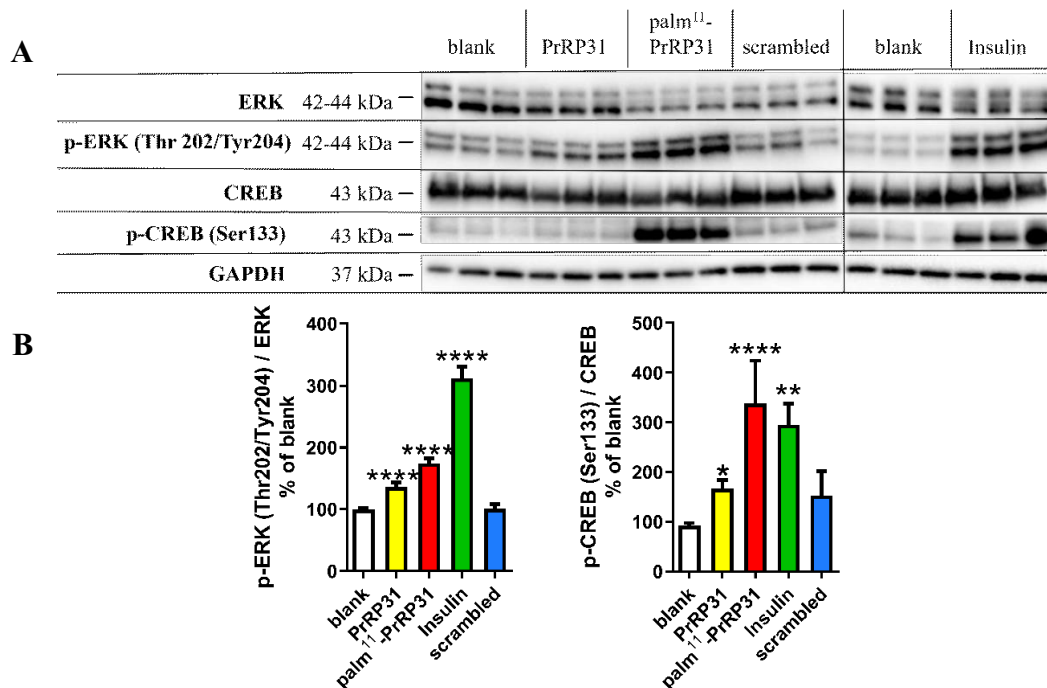 A
blank PrRP31 palm¹¹-PrRP31 scrambled blank Insulin
ERK 42-44 kDa
p-ERK (Thr 202/Tyr204) 42-44 kDa
CREB 43 kDa
p-CREB (Ser133) 43 kDa
GAPDH 37 kDa
B
p-ERK (Thr202/Tyr204) / ERK
% of blank
400
300
200
100
0
****
****
****
blank
PrRP31
palm¹¹-PrRP31
Insulin
scrambled
p-CREB (Ser133) / CREB
% of blank
500
400
300
200
100
0
*
****
**
blank
PrRP31
palm¹¹-PrRP31
Insulin
scrambled